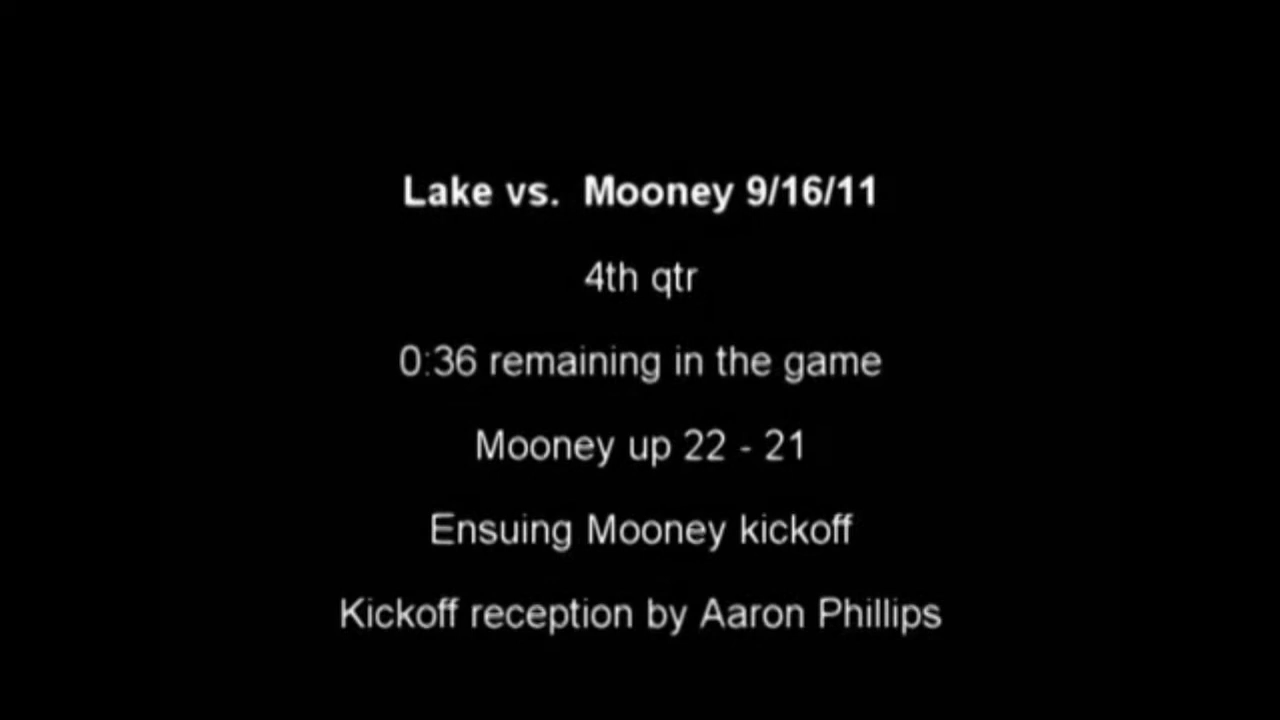 Lake vs.  Mooney 9/16/11
4th qtr
0:36 remaining in the game
Mooney up 22 - 21
Ensuing Mooney kickoff
Kickoff reception by Aaron Phillips